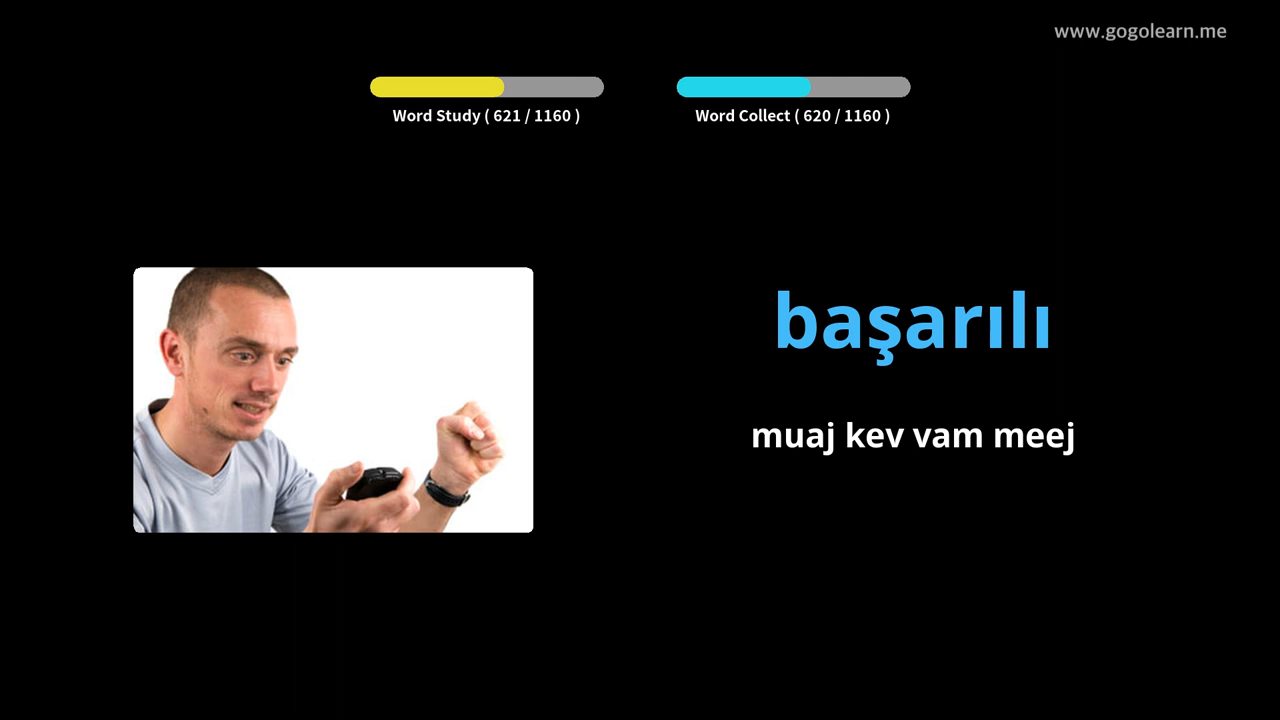 www.gogolearn.me
Word Study ( 621 / 1160 )
Word Collect ( 620 / 1160 )
başarılı
muaj kev vam meej